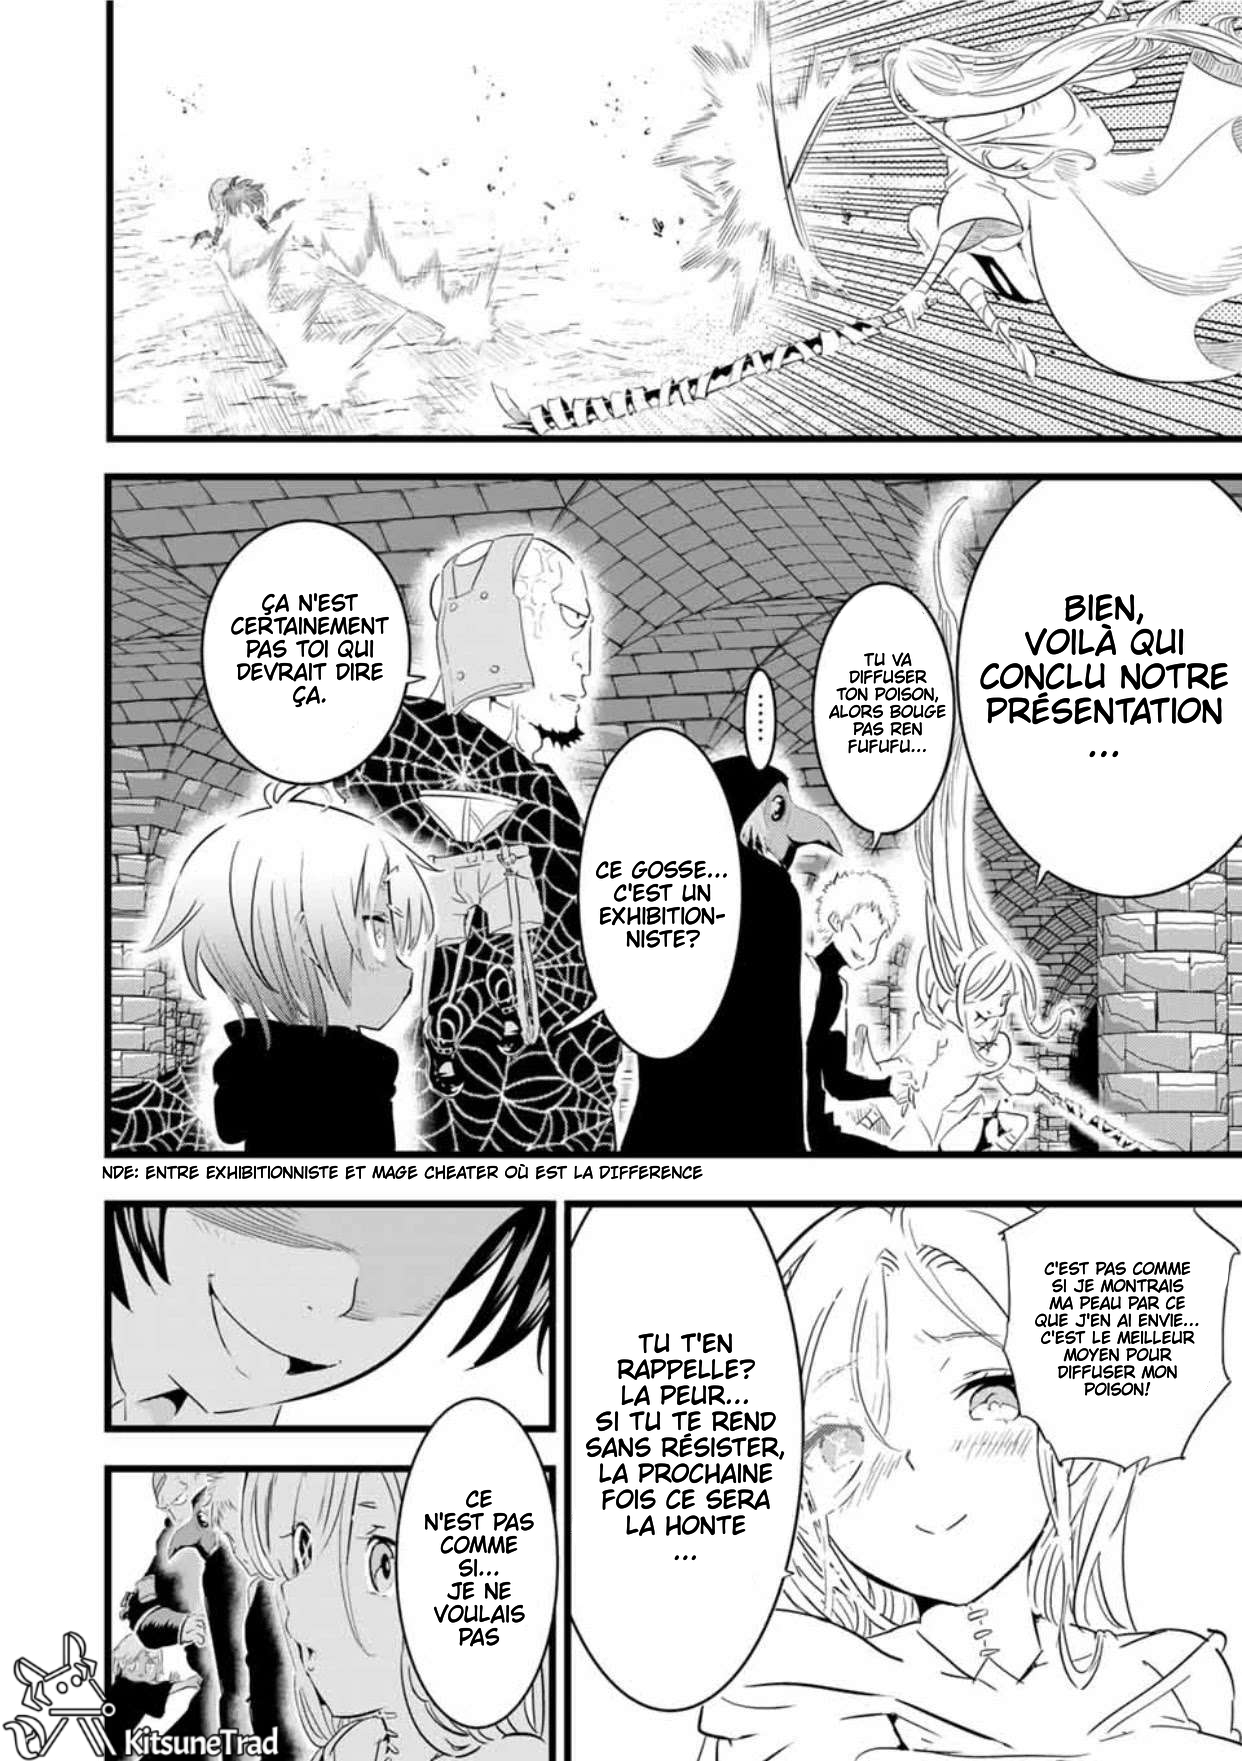 BIEN,
VOILÀ QUI
CONCLU NOTRE
PRÉSENTATION
...
TU VA
DIFFUSER
TON POISON,
ALORS BOUGE
PAS REN
FUFUFU...
......
CE GOSSE...
C'EST UN
EXHIBITION-
NISTE?
ÇA N'EST
CERTAINEMENT
PAS TOI QUI
DEVRAIT DIRE
ÇA.
NDE: ENTRE EXHIBITIONNISTE ET MAGE CHEATER OÙ EST LA DIFFERENCE
C'EST PAS COMME
SI JE MONTRAIS
MA PEAU PAR CE
QUE J'EN AI ENVIE...
C'EST LE MEILLEUR
MOYEN POUR
DIFFUSER MON
POISON!
TU T'EN
RAPPELLE?
LA PEUR...
SI TU TE REND
SANS RÉSISTER,
LA PROCHAINE
FOIS CE SERA
LA HONTE
...
CE
N'EST PAS
COMME
SI...
JE NE
VOULAIS
PAS
KitsuneTrad